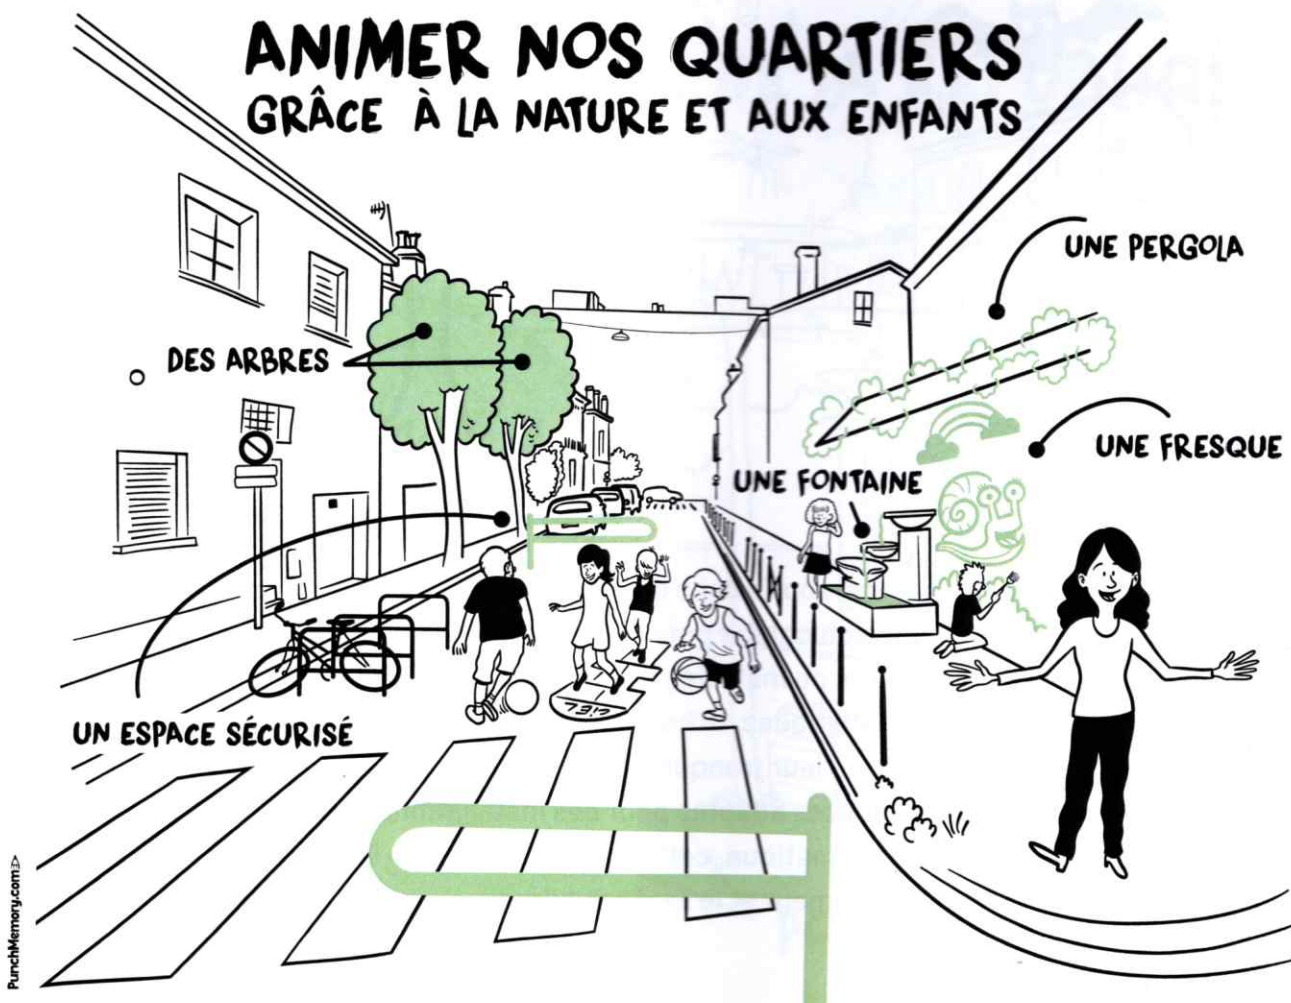 ANIMER NOS QUARTIERS
GRÂCE À LA NATURE ET AUX ENFANTS
UNE PERGOLA
DES ARBRES
UNE FRESQUE
UNE FONTAINE
UN ESPACE SÉCURISÉ
CIEL
PunchMemory.com